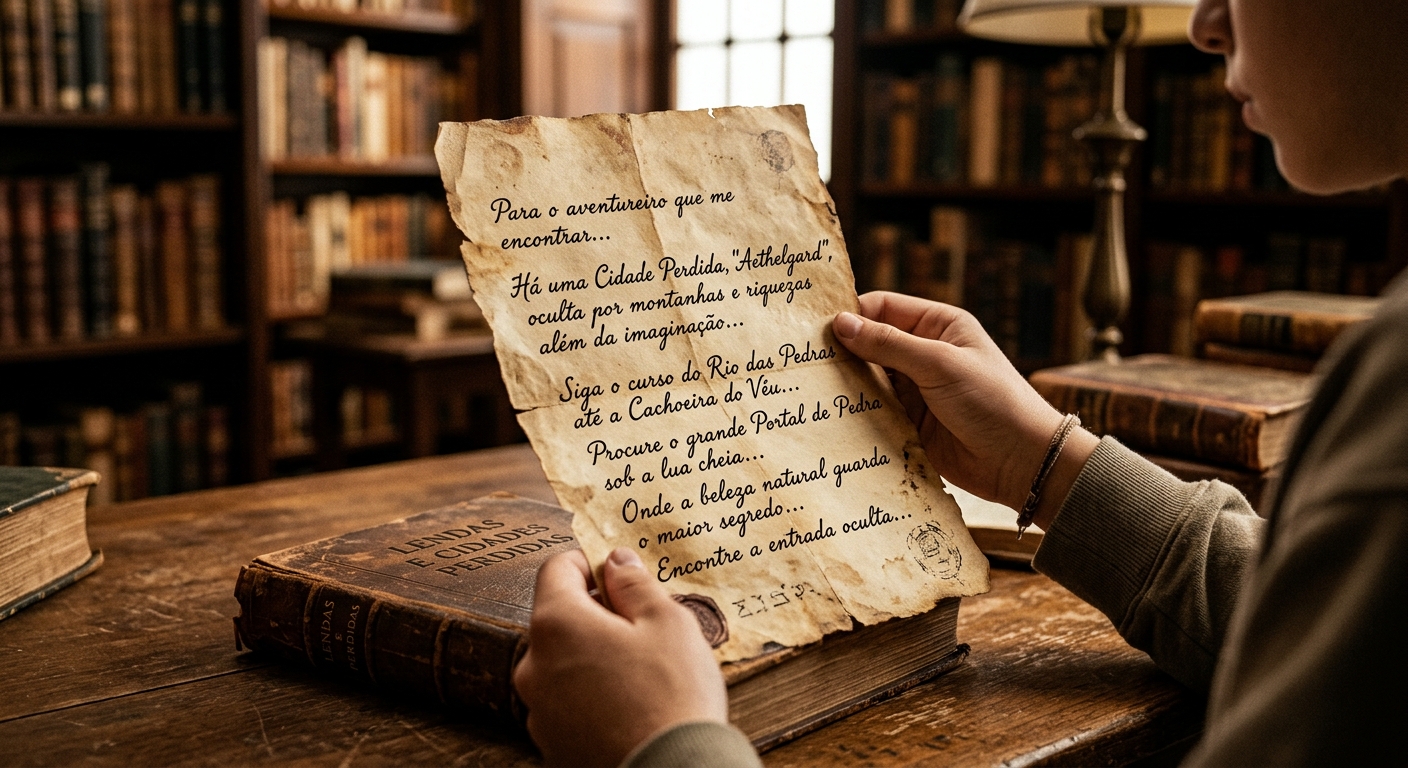 Para o aventureiro que me
encontrar...
Há uma Cidade Perdida, "Aethelgard",
oculta por montanhas e riquezas
além da imaginação...
Siga o curso do Rio das Pedras
até a Cachoeira do Véu...
Procure o grande Portal de Pedra
sob a lua cheia...
Onde a beleza natural guarda
o maior segredo...
Encontre a entrada oculta...
LENDAS
E CIDADES
PERDIDAS
LENDAS
E
PERDIDAS